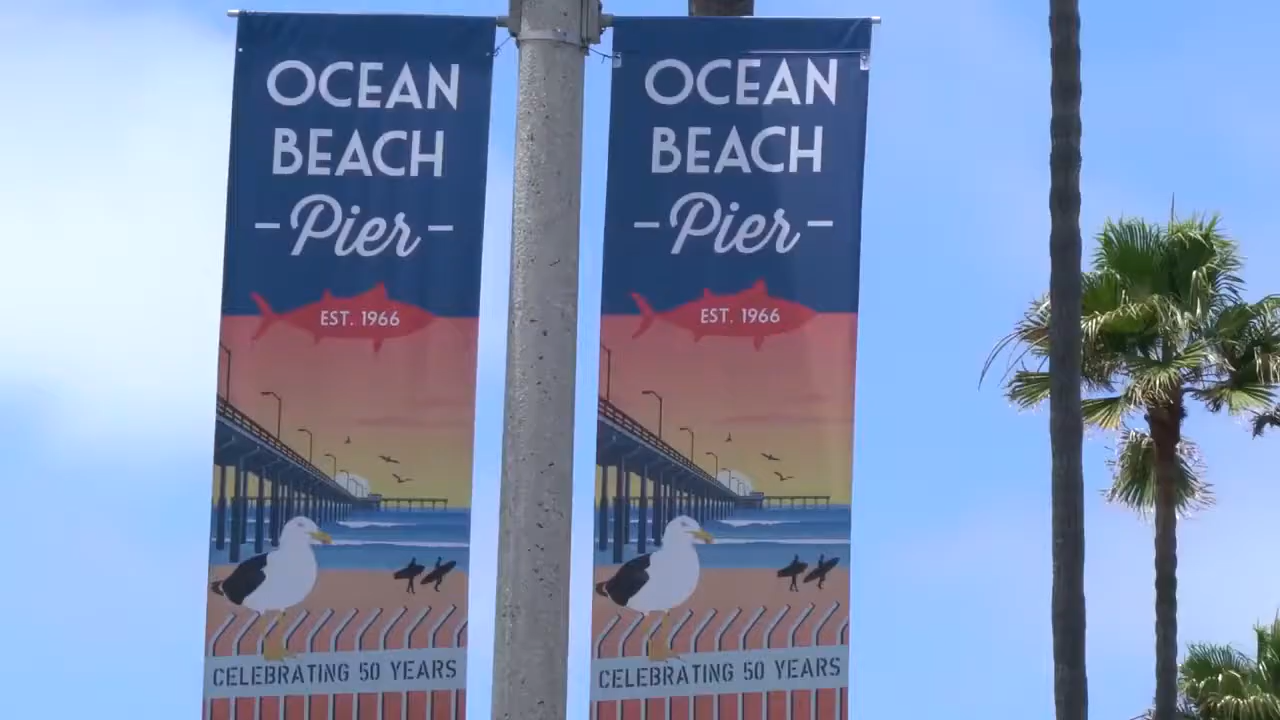 OCEAN
BEACH
-Pier-
EST. 1966
CELEBRATING 50 YEARS
OCEAN
BEACH
-Pier-
EST. 1966
CELEBRATING 50 YEARS